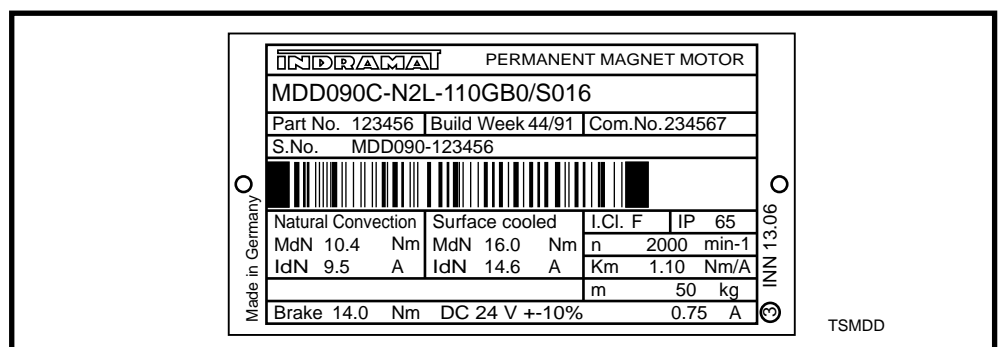 INDRAMAT PERMANENT MAGNET MOTOR
MDD090C-N2L-110GB0/S016
Part No. 123456 Build Week 44/91 Com.No.234567
S.No. MDD090-123456
Natural Convection Surface cooled I.Cl. F IP 65
MdN 10.4 Nm MdN 16.0 Nm n 2000 min-1
IdN 9.5 A IdN 14.6 A Km 1.10 Nm/A
m 50 kg
Brake 14.0 Nm DC 24 V +-10% 0.75 A
Made in Germany
3 INN 13.06
TSMDD